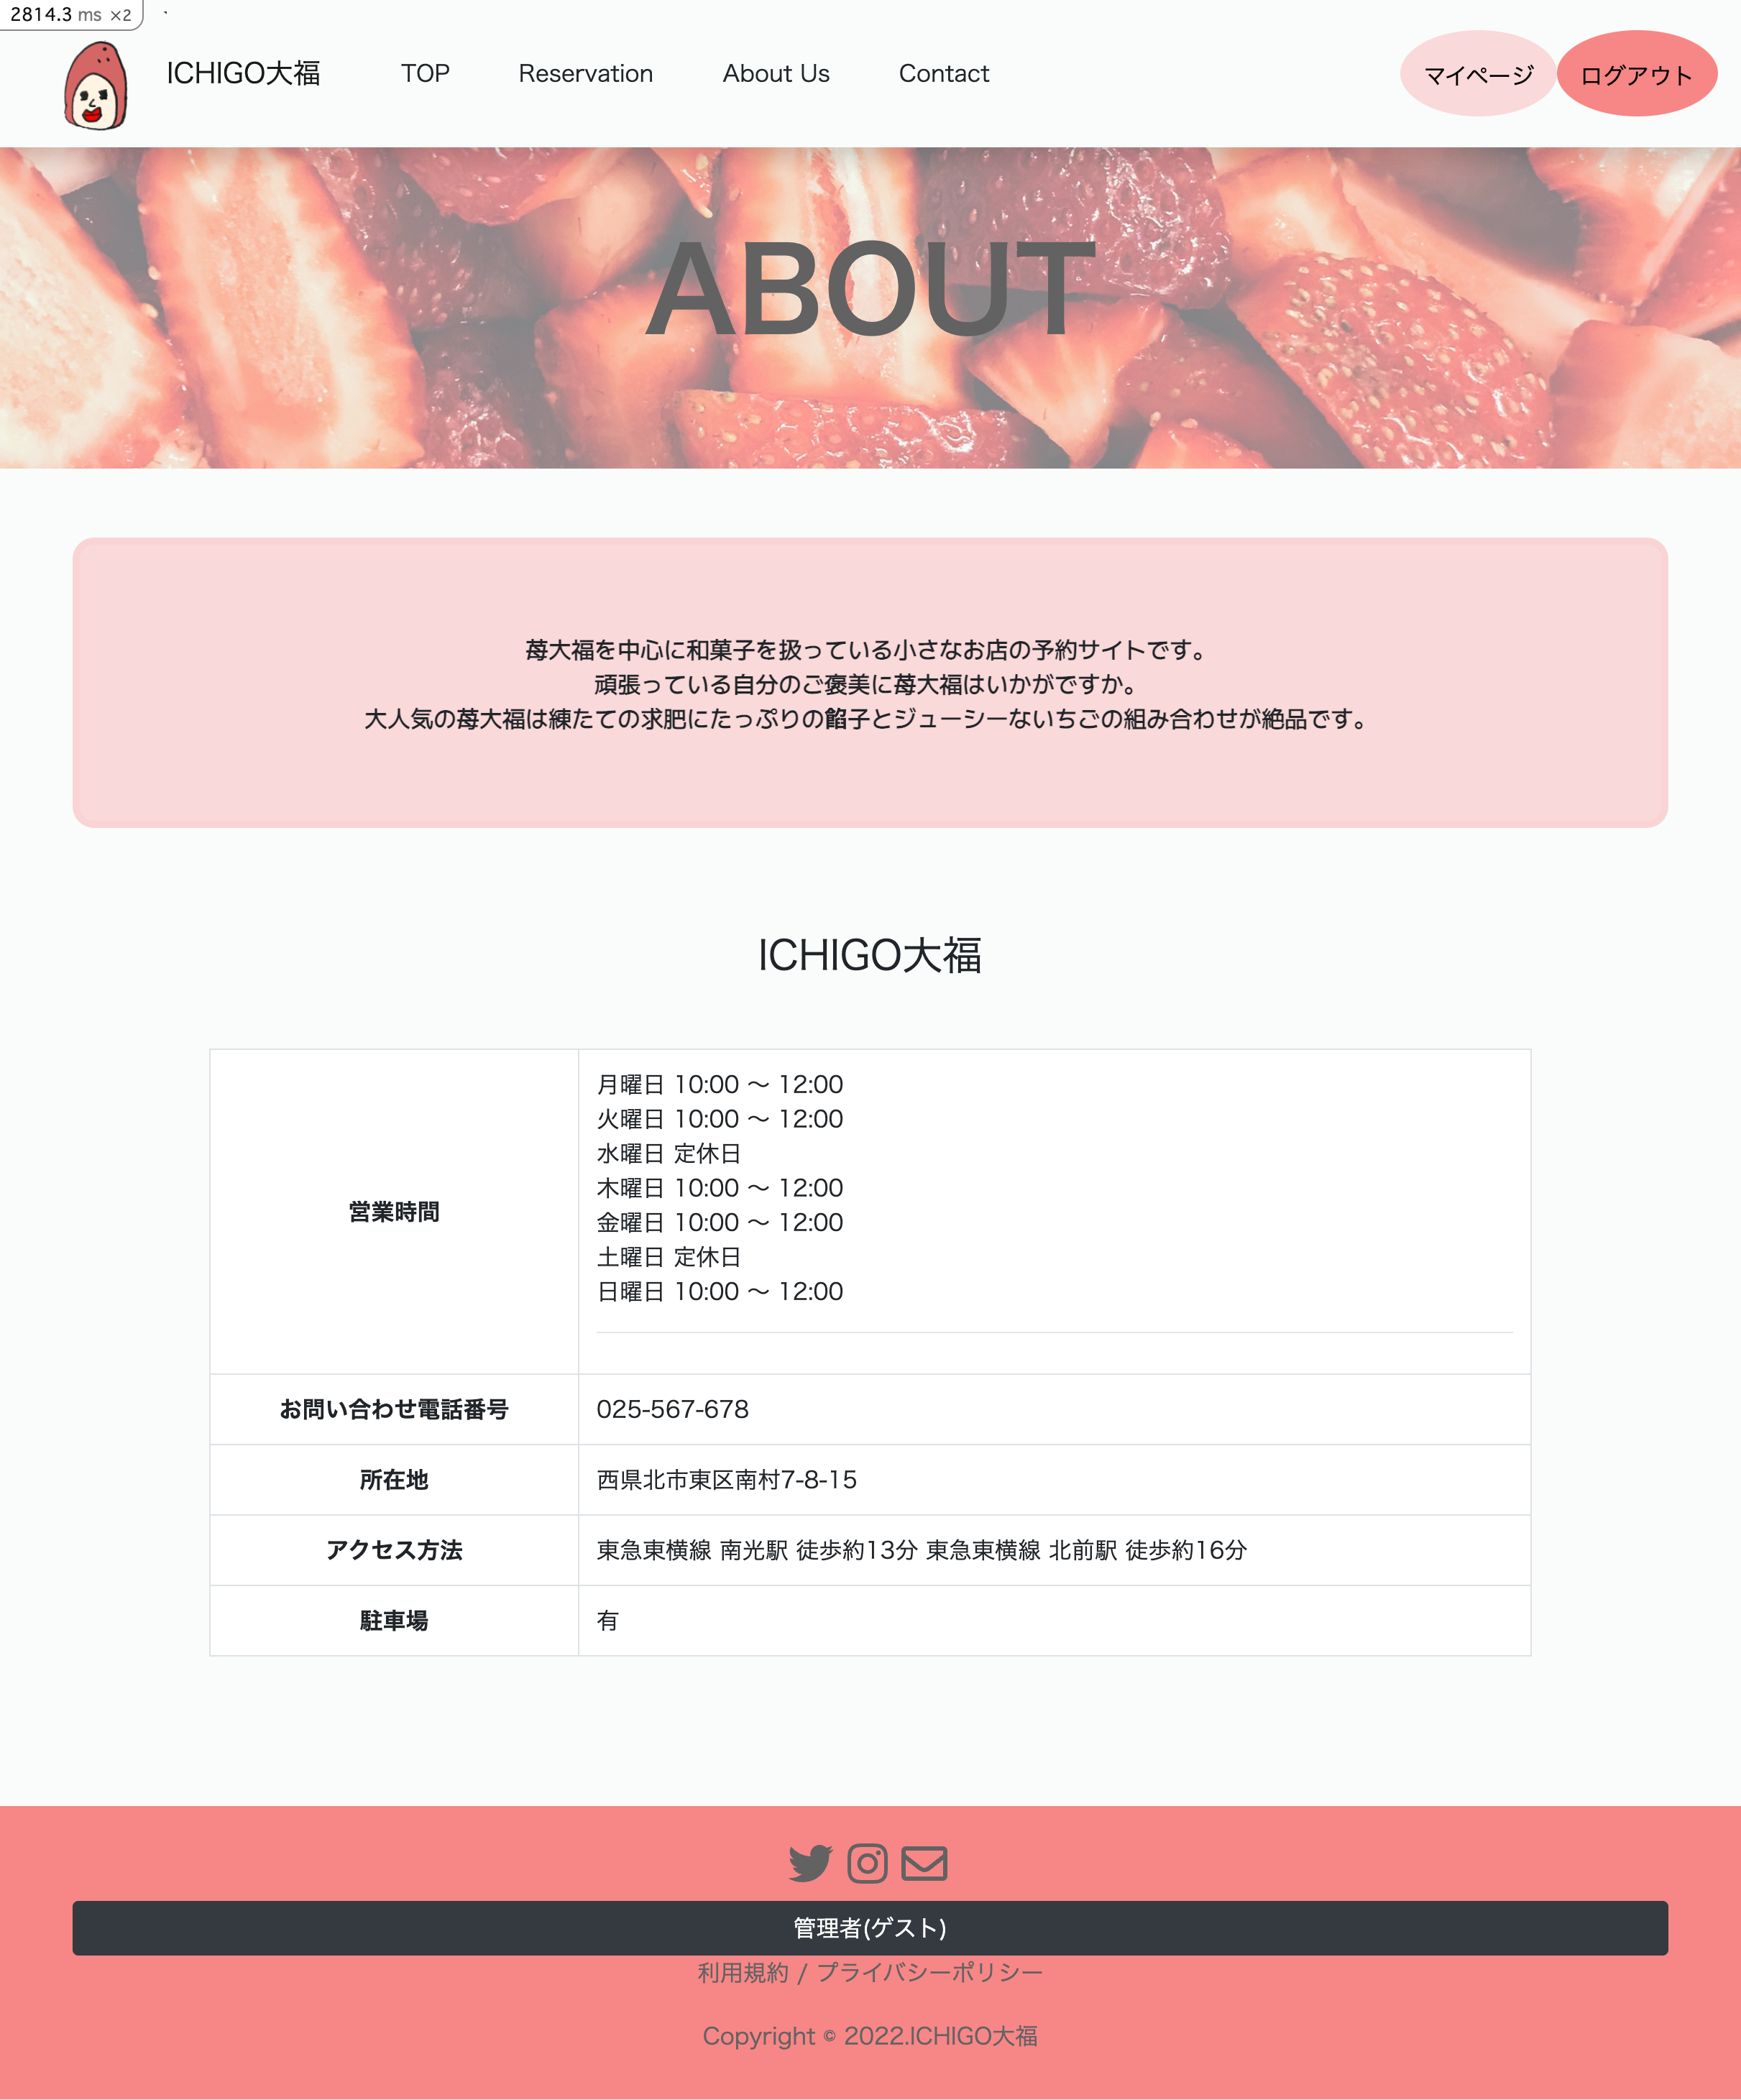 2814.3 ms ×2
ICHIGO大福 TOP Reservation About Us Contact マイページ ログアウト
ABOUT
苺大福を中心に和菓子を扱っている小さなお店の予約サイトです。
頑張っている自分のご褒美に苺大福はいかがですか。
大人気の苺大福は練たての求肥にたっぷりの餡子とジューシーないちごの組み合わせが絶品です。
ICHIGO大福
営業時間
月曜日 10:00 〜 12:00
火曜日 10:00 〜 12:00
水曜日 定休日
木曜日 10:00 〜 12:00
金曜日 10:00 〜 12:00
土曜日 定休日
日曜日 10:00 〜 12:00
お問い合わせ電話番号 025-567-678
所在地 西県北市東区南村7-8-15
アクセス方法 東急東横線 南光駅 徒歩約13分 東急東横線 北前駅 徒歩約16分
駐車場 有
管理者(ゲスト)
利用規約 / プライバシーポリシー
Copyright © 2022.ICHIGO大福